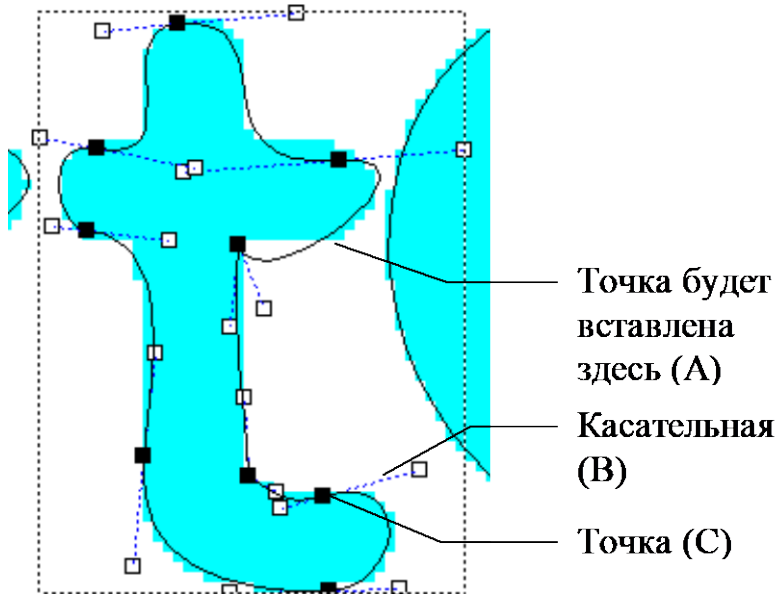 Точка будет
вставлена
здесь (A)
Касательная
(B)
Точка (C)